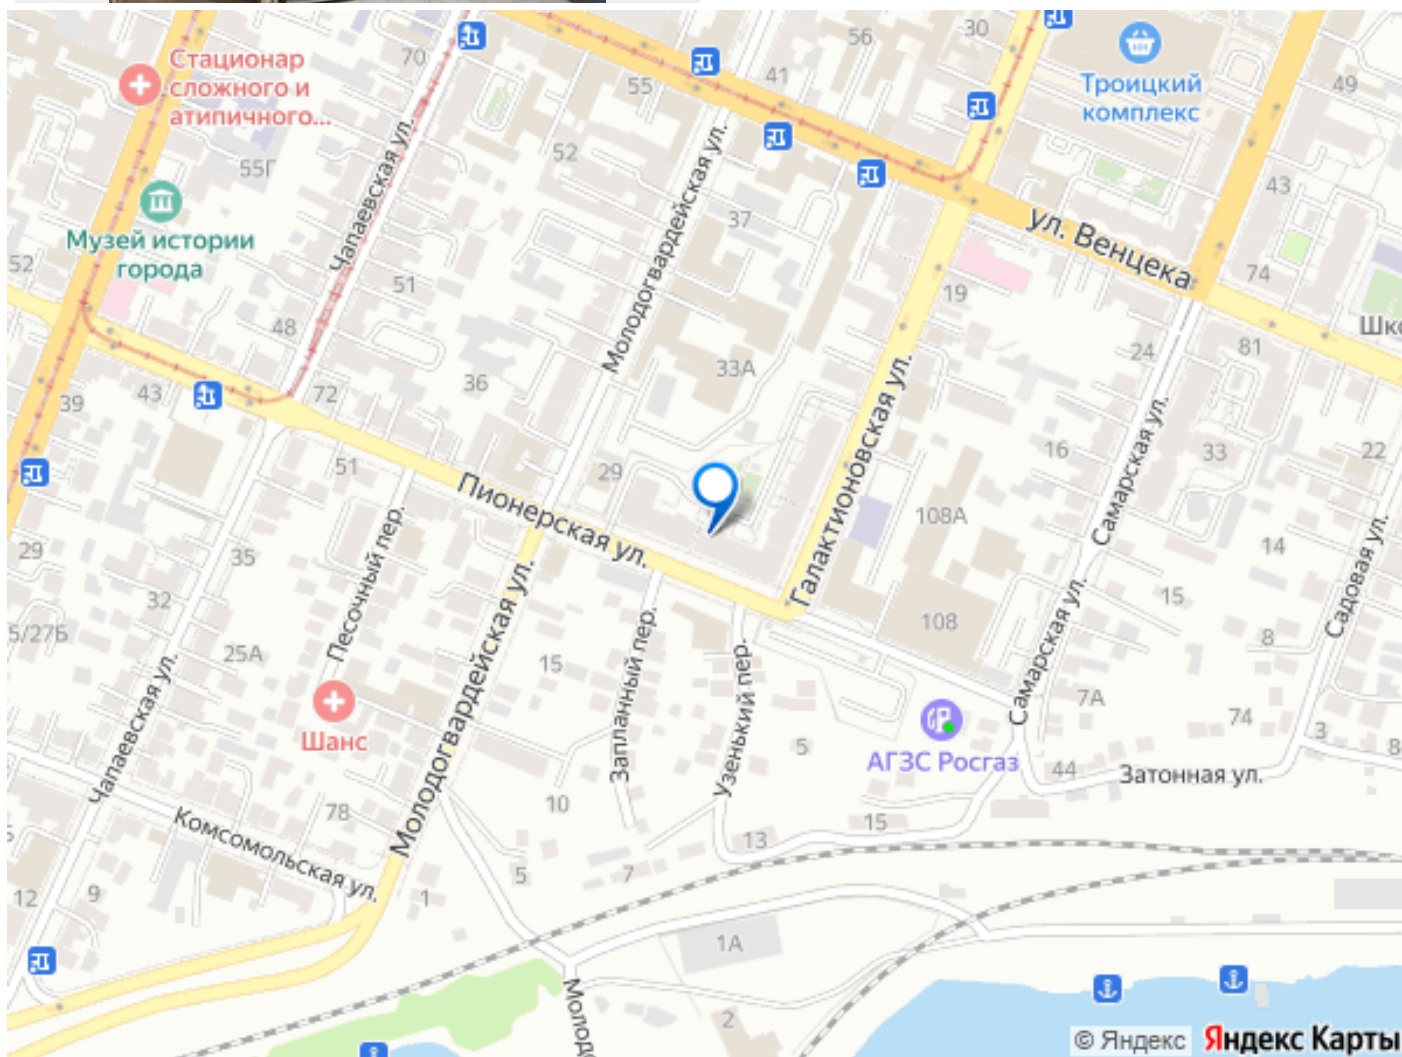 Стационар
сложного и
атипичного...
70
55
41
56
30
Троицкий
комплекс
49
55Г
52
Чапаевская ул.
Молодогвардейская ул.
37
43
Музей истории
города
52
51
ул. Венцека
19
74
Шко
48
36
33А
24
81
39
43
72
Галактионовская ул.
Самарская ул.
16
33
22
51
29
Пионерская ул.
108А
14
29
35
Песочный пер.
32
15
108
8
Садовая ул.
5/27Б
25А
15
Молодогвардейская ул.
Запланный пер.
Узенький пер.
Самарская ул.
7А
74
3
8
Шанс
5
АГЗС Росгаз
44
Затонная ул.
Чапаевская ул.
78
10
15
13
Комсомольская ул.
5
7
12
9
1
1А
Молодо
2
© Яндекс Яндекс Карты